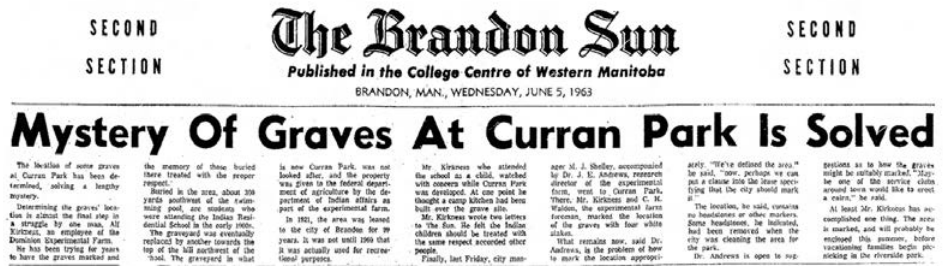 SECOND
SECTION
The Brandon Sun
Published in the College Centre of Western Manitoba
BRANDON, MAN., WEDNESDAY, JUNE 5, 1963
SECOND
SECTION
Mystery Of Graves At Curran Park Is Solved
The location of some graves
at Curran Park has been de-
termined, solving a lengthy
mystery.
Determining the graves' loc-
ation is almost the final step in
a struggle by one man, Alf
Kirkness, an employee of the
Dominion Experimental Farm.
He has been trying for years
to have the graves marked and
the memory of those buried
there treated with the proper
respect.
Buried in the area, about 300
yards southwest of the swim-
ming pool, are students who
were attending the Indian Resi-
dential School in the early 1900s.
The graveyard was eventually
replaced by another towards the
top of the hill northwest of the
school. The graveyard in what
is now Curran Park, was not
looked after, and the property
was given to the federal depart-
ment of agriculture by the de-
partment of Indian affairs as
part of the experimental farm.
In 1921, the area was leased
to the city of Brandon for 99
years. It was not until 1960 that
it was actually used for recrea-
tional purposes.
Mr. Kirkness who attended
the school as a child, watched
with concern while Curran Park
was developed. At one point he
thought a camp kitchen had been
built over the grave site.
Mr. Kirkness wrote two letters
to The Sun. He felt the Indian
children should be treated with
the same respect accorded other
people.
Finally, last Friday, city man-
ager M. J. Shelley, accompanied
by Dr. J. E. Andrews, research
director of the experimental
farm, went to Curran Park.
There, Mr. Kirkness and C. H.
Waldon, the experimental farm
foreman, marked the location
of the graves with four white
stakes.
What remains now, said Dr.
Andrews, is the problem of how
to mark the location appropri-
ately. "We've defined the area,"
he said, "now, perhaps we can
put a clause into the lease speci-
fying that the city should mark
it."
The location, he said, contains
no headstones or other markers.
Some headstones, he indicated,
had been removed when the
city was cleaning the area for
the park.
Dr. Andrews is open to sug-
gestions as to how the graves
might be suitably marked. "May-
be one of the service clubs
around town would like to erect
a cairn," he said.
At least Mr. Kirkness has ac-
complished one thing. The area
is marked, and will probably be
enclosed this summer, before
vacationing families begin pic-
nicking in the riverside park.